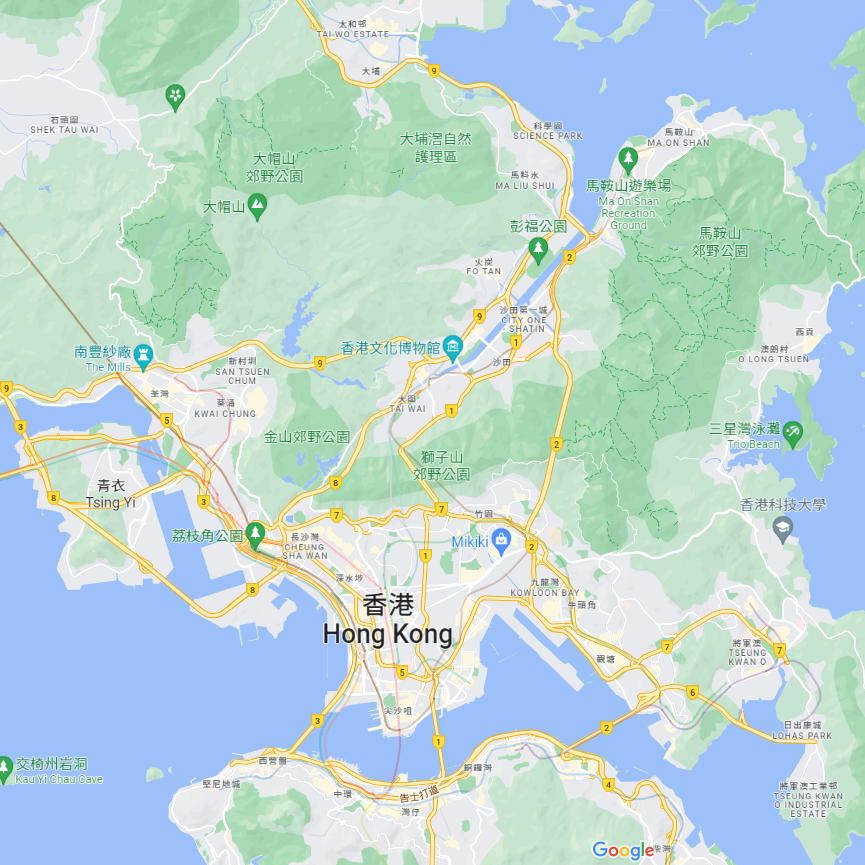 太和邨
TAI WO ESTATE
大埔
9
石頭園
SHEK TAU WAI
大埔滘自然
護理區
科學園
SCIENCE PARK
馬鞍山
MA ON SHAN
大帽山
郊野公園
馬料水
MA LIU SHUI
馬鞍山遊樂場
Ma On Shan
Recreation
Ground
大帽山
彭福公園
馬鞍山
郊野公園
2
火炭
FO TAN
9
沙田第一城
CITY ONE
SHATIN
1
西貢
南豐紗廠
The Mills
新村圳
SAN TSUEN
CHUM
9
香港文化博物館
沙田
澳朗村
O LONG TSUEN
9
荃灣
葵涌
KWAI CHUNG
大圍
TAI WAI
1
3
5
金山郊野公園
2
三星灣泳灘
Trio Beach
獅子山
郊野公園
青衣
Tsing Yi
8
8
3
香港科技大學
7
7
竹園
荔枝角公園
長沙灣
CHEUNG
SHA WAN
1
Mikiki
2
深水埗
九龍灣
KOWLOON BAY
8
香港
Hong Kong
牛頭角
7
將軍澳
TSEUNG
KWAN O
7
觀塘
5
6
尖沙咀
3
2
日出康城
LOHAS PARK
1
交椅州岩洞
Kau Yi Chau Cave
西營盤
銅鑼灣
堅尼地城
4
中環
告士打道
灣仔
將軍澳工業邨
TSEUNG KWAN
O INDUSTRIAL
ESTATE
Google
柴灣